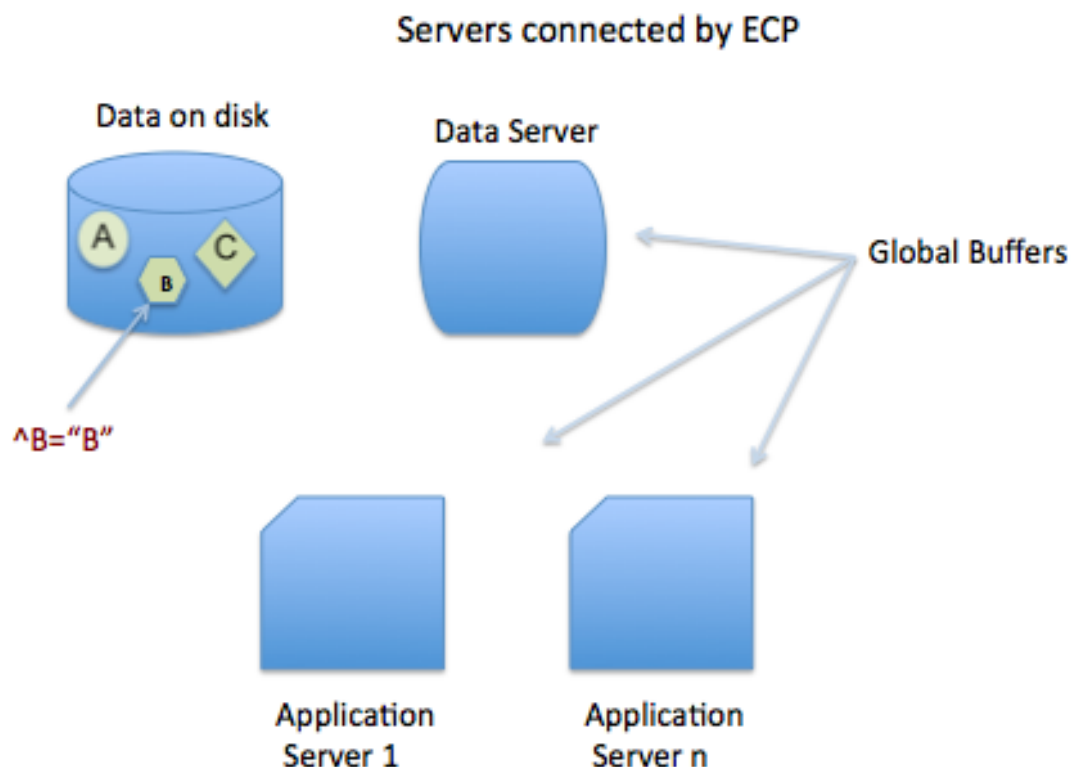 Servers connected by ECP
Data on disk
Data Server
A
C
B
Global Buffers
^B=“B”
Application
Server 1
Application
Server n